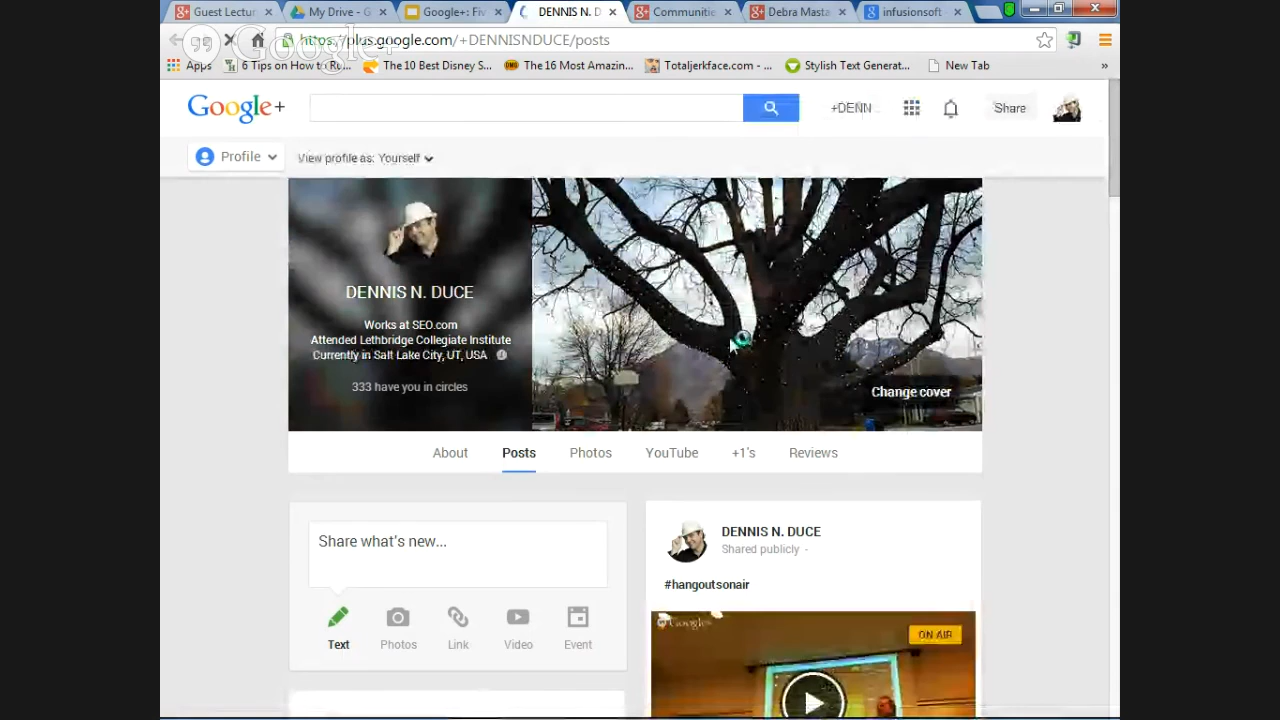 Guest Lectur
My Drive - G
Google+: Fiv
DENNIS N. D
Communitie
Debra Masta
infusionsoft
https://plus.google.com/+DENNISNDUCE/posts
Google+
Apps
6 Tips on How to Ru...
The 10 Best Disney S...
The 16 Most Amazin...
Totaljerkface.com - ...
Stylish Text Generat...
New Tab
»
Google+
+DENN
Share
Profile
View profile as: Yourself
DENNIS N. DUCE
Works at SEO.com
Attended Lethbridge Collegiate Institute
Currently in Salt Lake City, UT, USA
333 have you in circles
Change cover
About
Posts
Photos
YouTube
+1's
Reviews
Share what's new...
Text
Photos
Link
Video
Event
DENNIS N. DUCE
Shared publicly -
#hangoutsonair
Google+
ON AIR